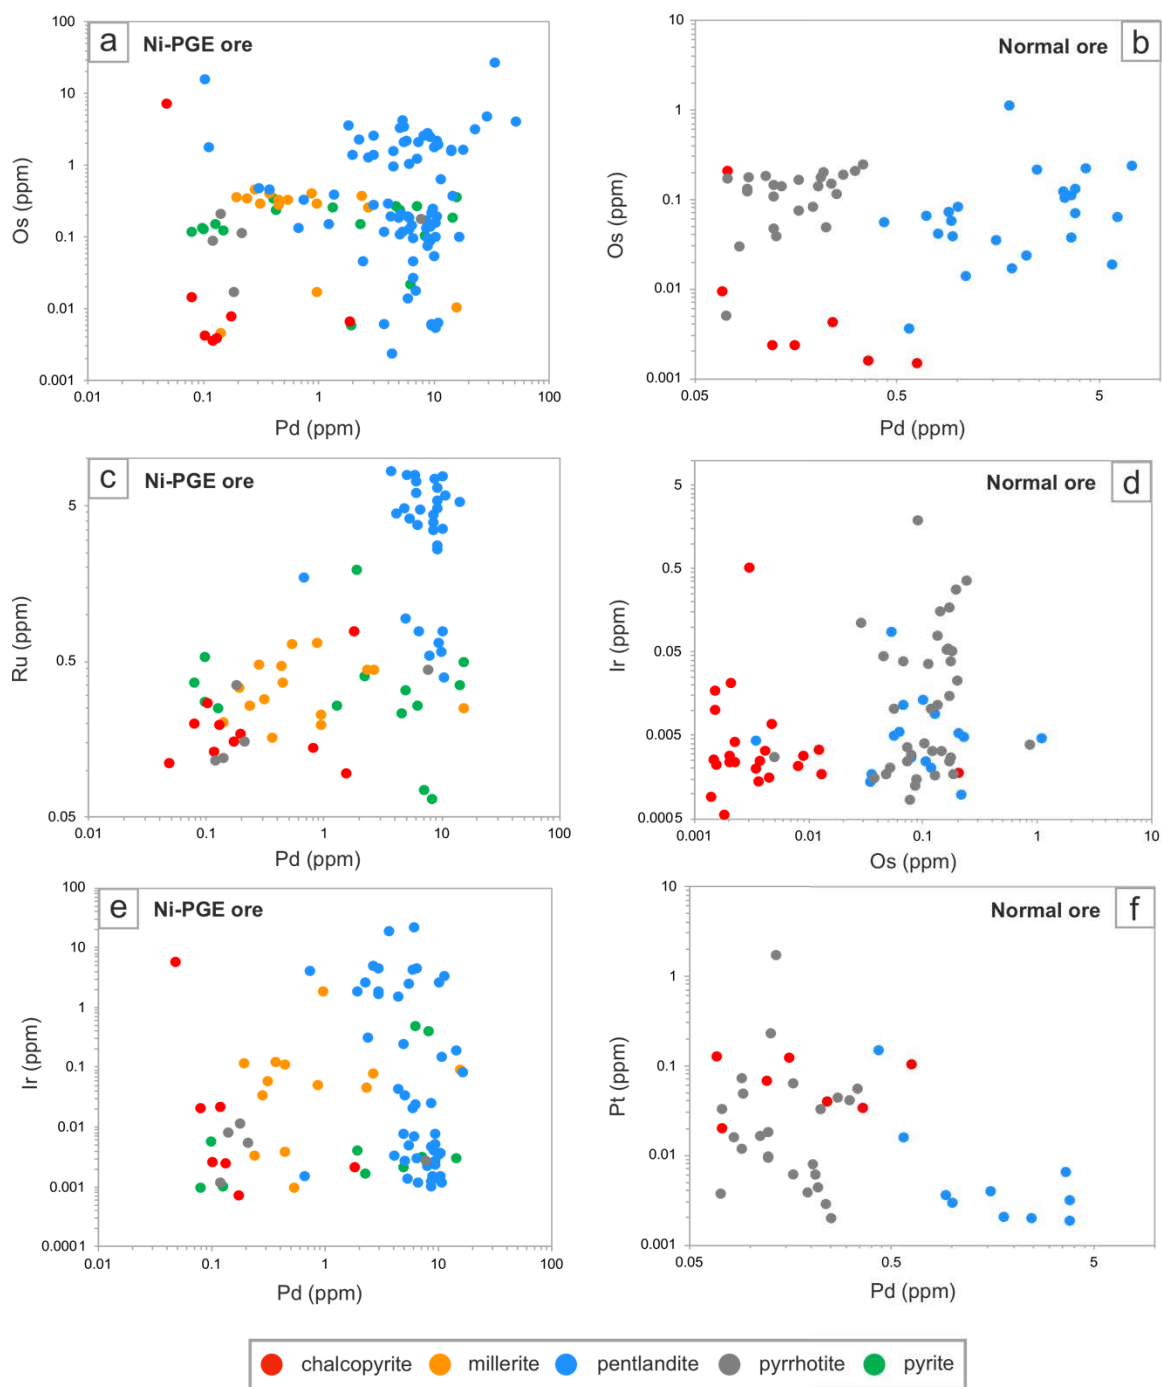 a Ni-PGE ore
100
10
1
0.1
0.01
0.001
Os (ppm)
0.01 0.1 1 10 100
Pd (ppm)
Normal ore b
10
1
0.1
0.01
0.001
Os (ppm)
0.05 0.5 5
Pd (ppm)
c Ni-PGE ore
5
0.5
0.05
Ru (ppm)
0.01 0.1 1 10 100
Pd (ppm)
Normal ore d
5
0.5
0.05
0.005
0.0005
Ir (ppm)
0.001 0.01 0.1 1 10
Os (ppm)
e Ni-PGE ore
100
10
1
0.1
0.01
0.001
0.0001
Ir (ppm)
0.01 0.1 1 10 100
Pd (ppm)
Normal ore f
10
1
0.1
0.01
0.001
Pt (ppm)
0.05 0.5 5
Pd (ppm)
chalcopyrite millerite pentlandite pyrrhotite pyrite